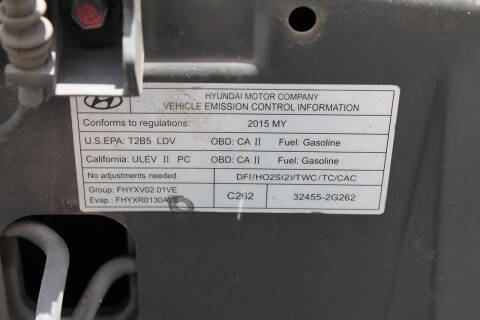 HYUNDAI MOTOR COMPANY
VEHICLE EMISSION CONTROL INFORMATION
Conforms to regulations: 2015 MY
U.S.EPA: T2B5 LDV OBD: CA II Fuel: Gasoline
California: ULEV II PC OBD: CA II Fuel: Gasoline
No adjustments needed. DFI/HO2S(2)/TWC/TC/CAC
Group: FHYXV02.01VE
Evap.: FHYXR0130AVE
C262 32455-2G262